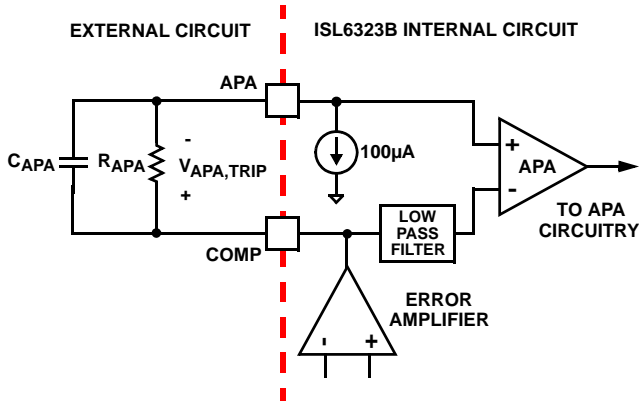 EXTERNAL CIRCUIT
ISL6323B INTERNAL CIRCUIT
APA
100µA
CAPA
RAPA
-
VAPA,TRIP
+
+
APA
-
LOW
PASS
FILTER
TO APA
CIRCUITRY
COMP
ERROR
AMPLIFIER
- +